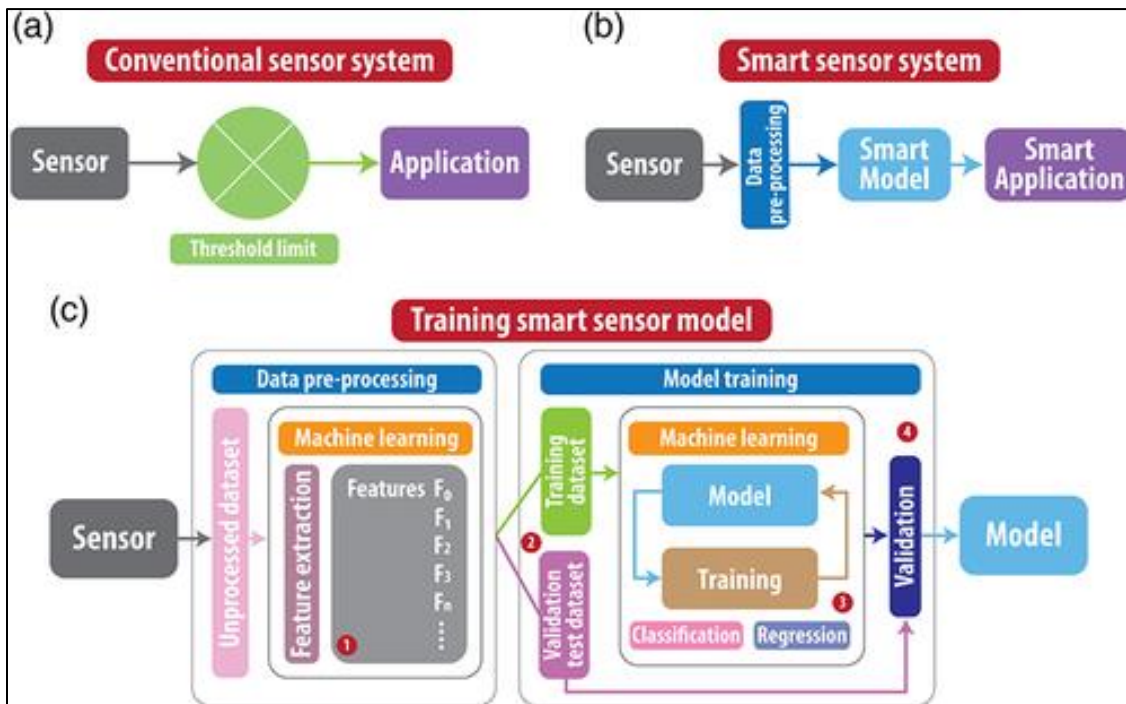 (a)
Conventional sensor system
Sensor
Application
Threshold limit
(b)
Smart sensor system
Sensor
Data
pre-processing
Smart
Model
Smart
Application
(c)
Training smart sensor model
Data pre-processing
Model training
Sensor
Unprocessed dataset
Machine learning
Feature extraction
Features F₀
F₁
F₂
F₃
Fₙ
1
2
Training
dataset
Validation
test dataset
Machine learning
Model
Training
3
Classification
Regression
4
Validation
Model